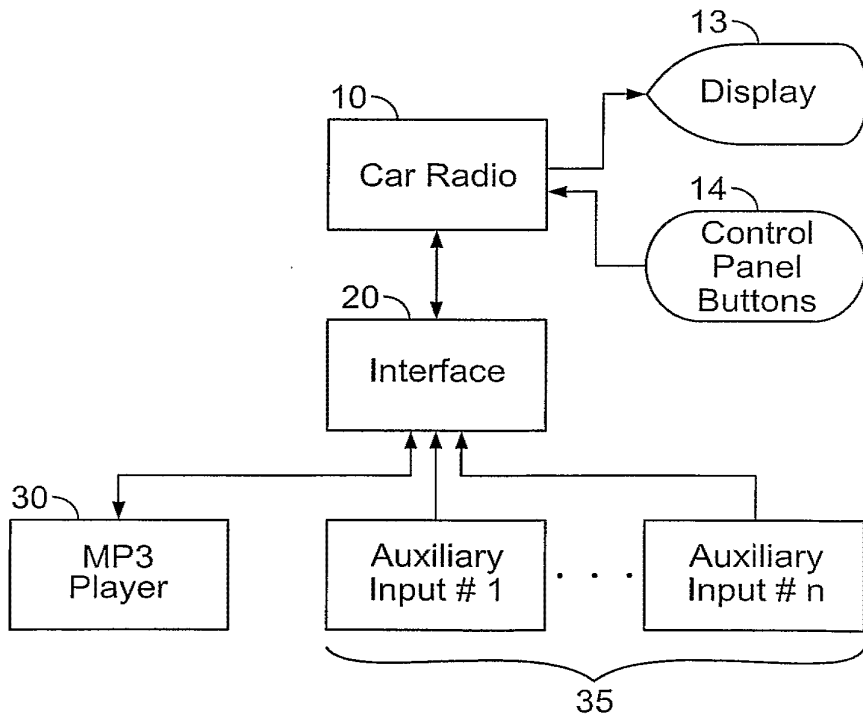 13
Display
10
Car Radio
14
Control
Panel
Buttons
20
Interface
30
MP3
Player
Auxiliary
Input # 1
. . .
Auxiliary
Input # n
35